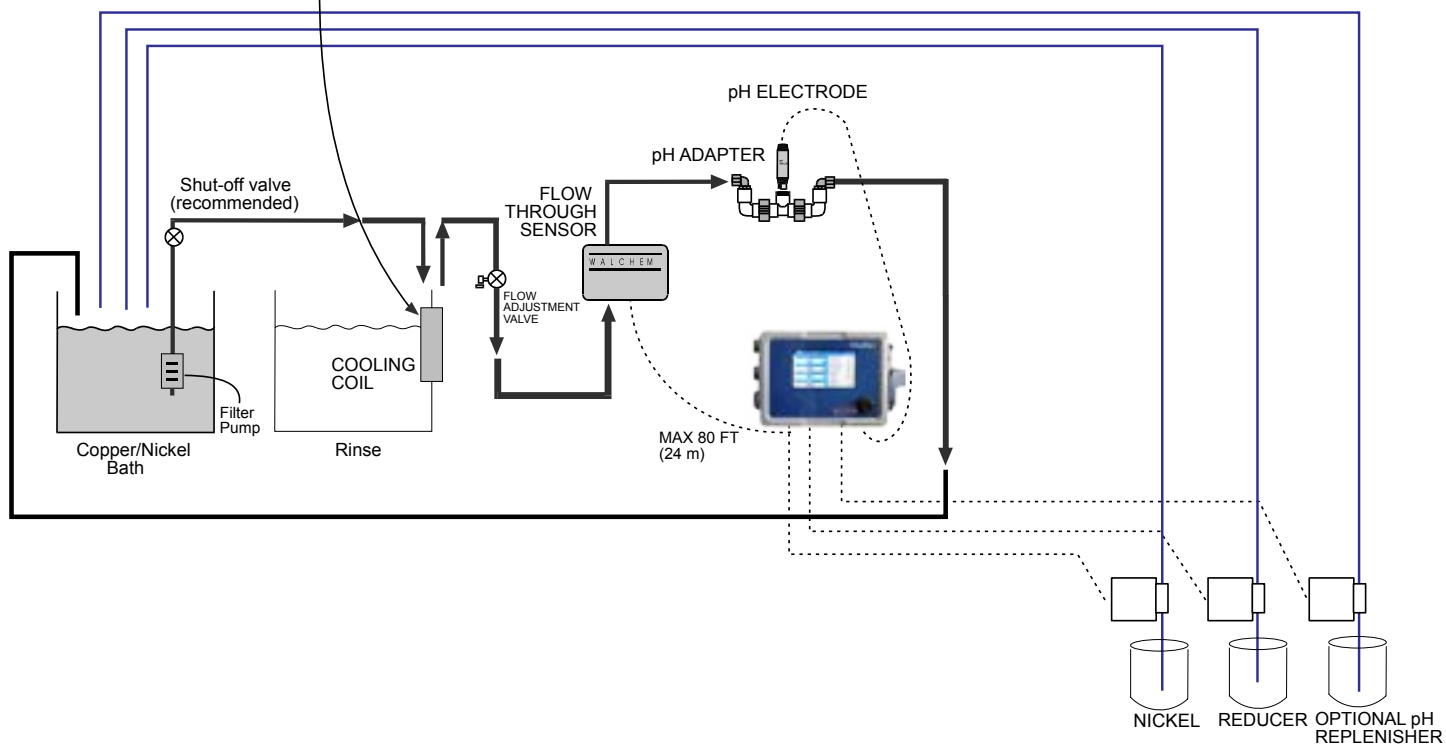 pH ELECTRODE
pH ADAPTER
Shut-off valve
(recommended)
FLOW
THROUGH
SENSOR
WALCHEM
FLOW
ADJUSTMENT
VALVE
COOLING
COIL
Filter
Pump
Copper/Nickel
Bath
Rinse
MAX 80 FT
(24 m)
NICKEL
REDUCER
OPTIONAL pH
REPLENISHER